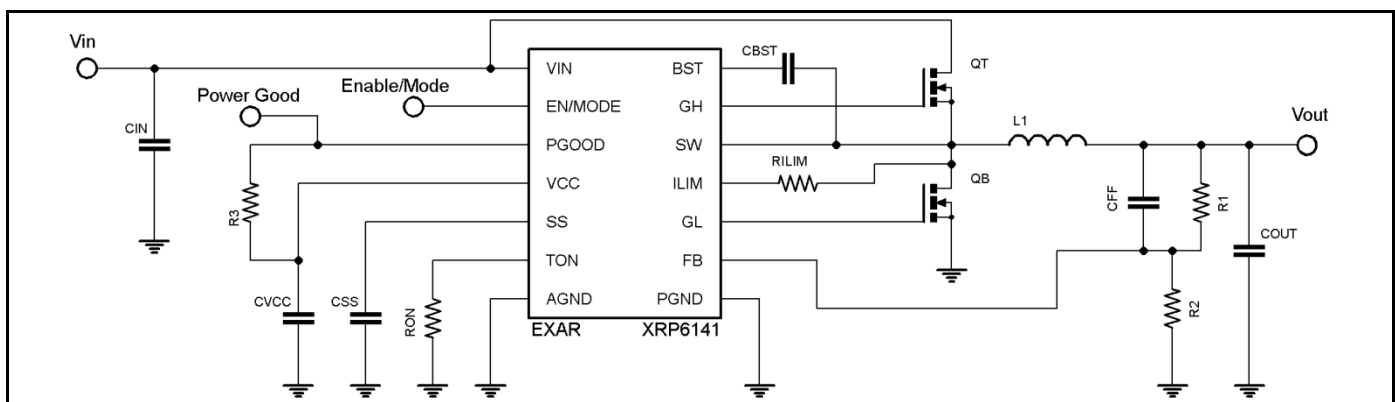 Vin
CIN
Power Good
Enable/Mode
R3
CVCC
CSS
RON
VIN
EN/MODE
PGOOD
VCC
SS
TON
AGND
BST
GH
SW
ILIM
GL
FB
PGND
EXAR XRP6141
CBST
RILIM
QT
QB
L1
CFF
R1
R2
COUT
Vout